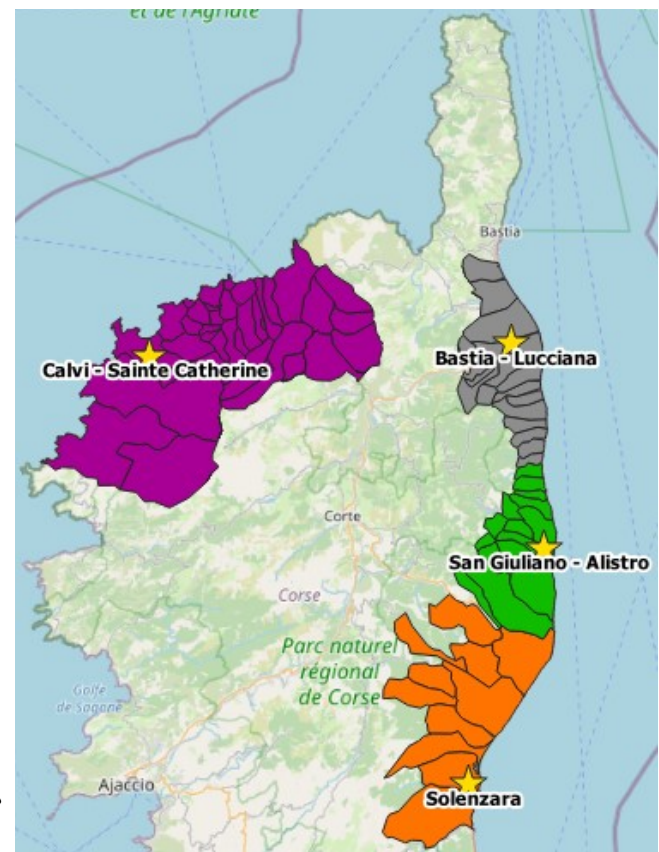 et de l'Agriate
Bastia
Bastia - Lucciana
Calvi - Sainte Catherine
Corte
San Giuliano - Alistro
Corse
Parc naturel
régional
de Corse
Golfe
de Sagone
Ajaccio
Solenzara